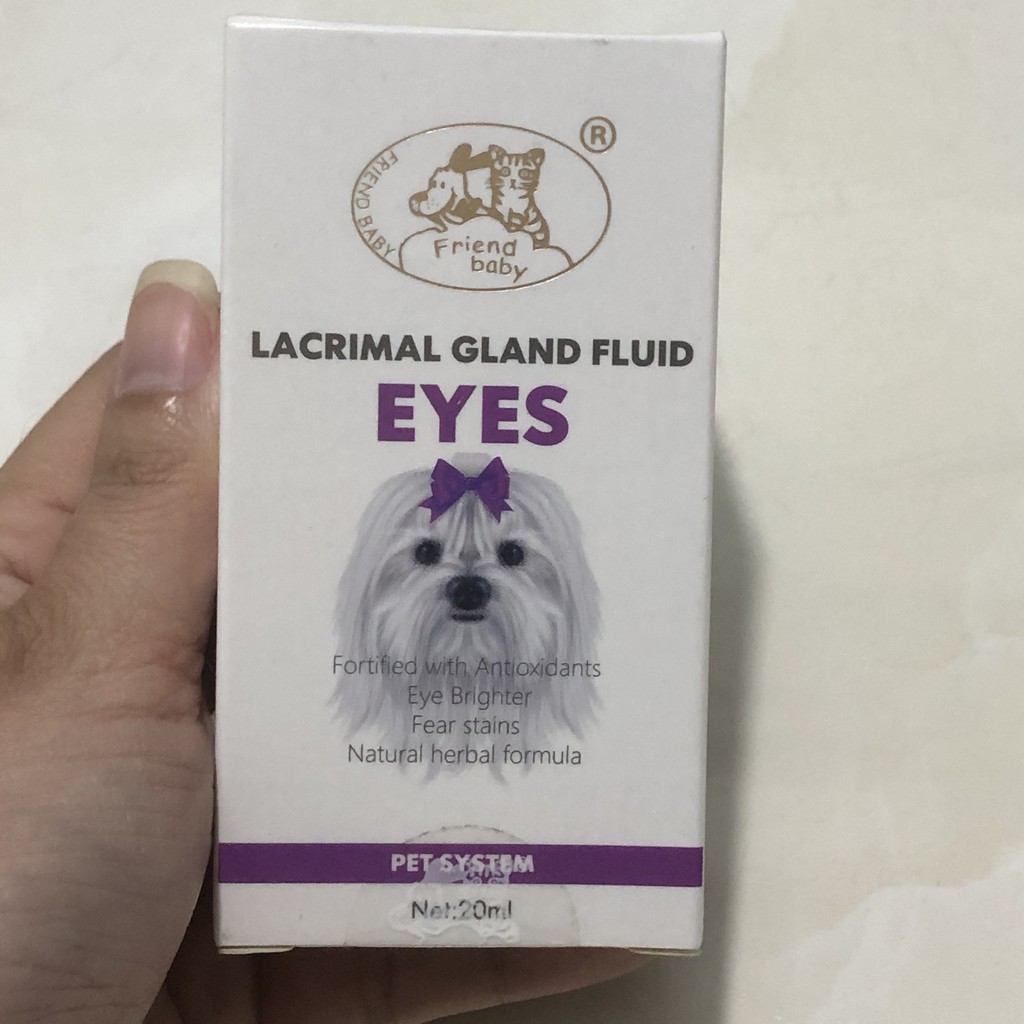 ®
FRIEND BABY
Friend
baby
LACRIMAL GLAND FLUID
EYES
Fortified with Antioxidants
Eye Brighter
Fear stains
Natural herbal formula
PET SYSTEM
Net:20ml